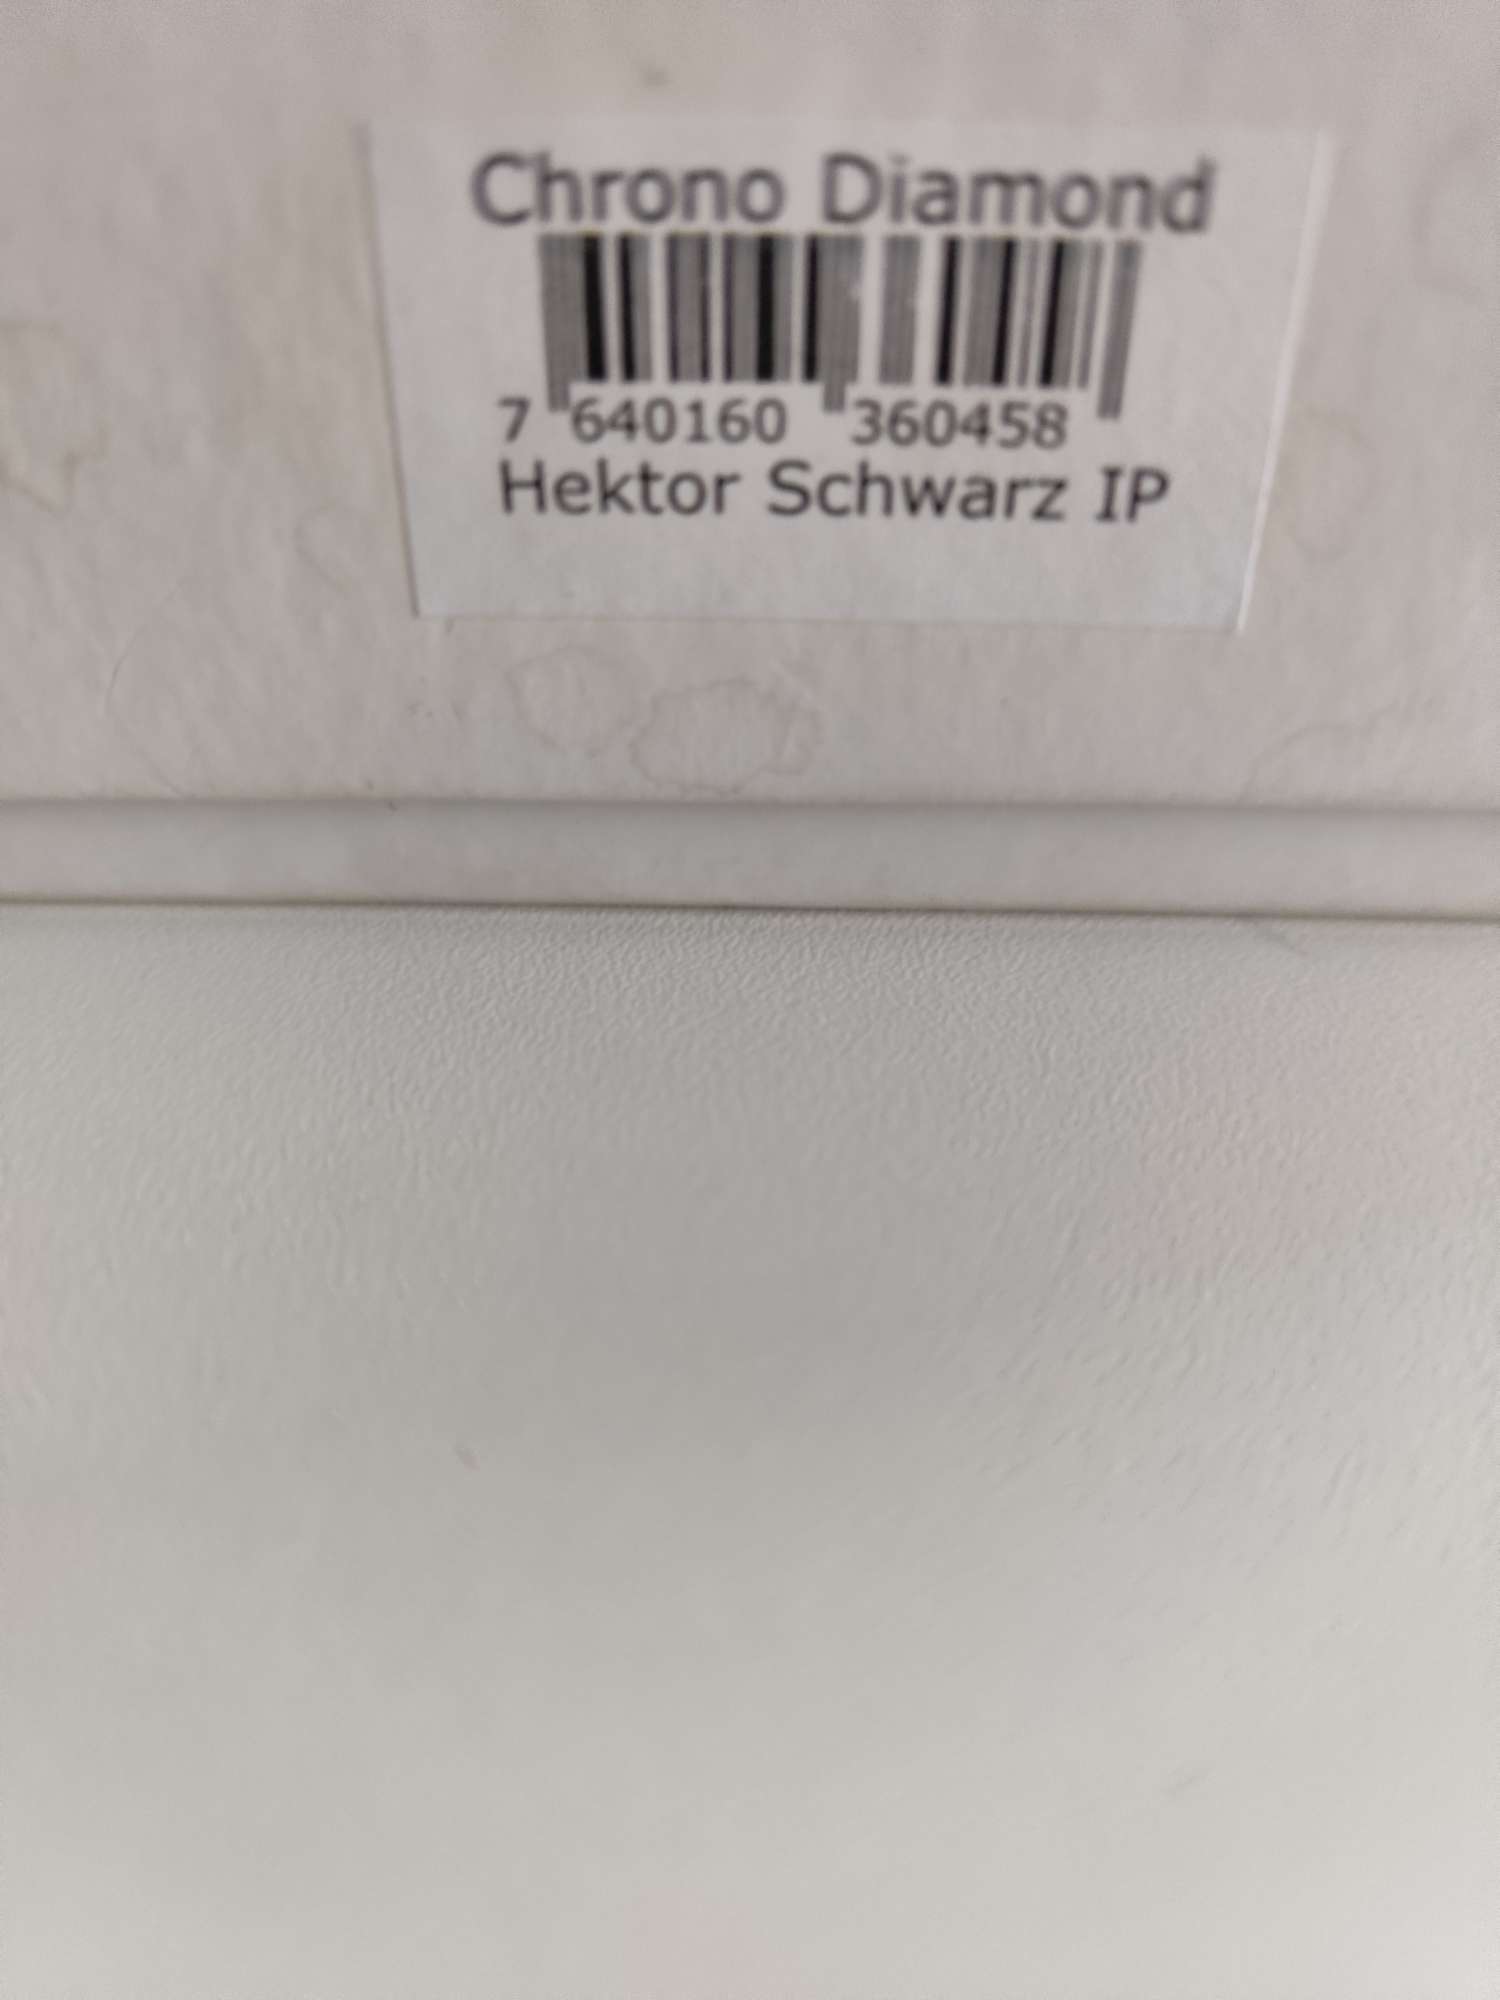 Chrono Diamond
7 640160 360458
Hektor Schwarz IP